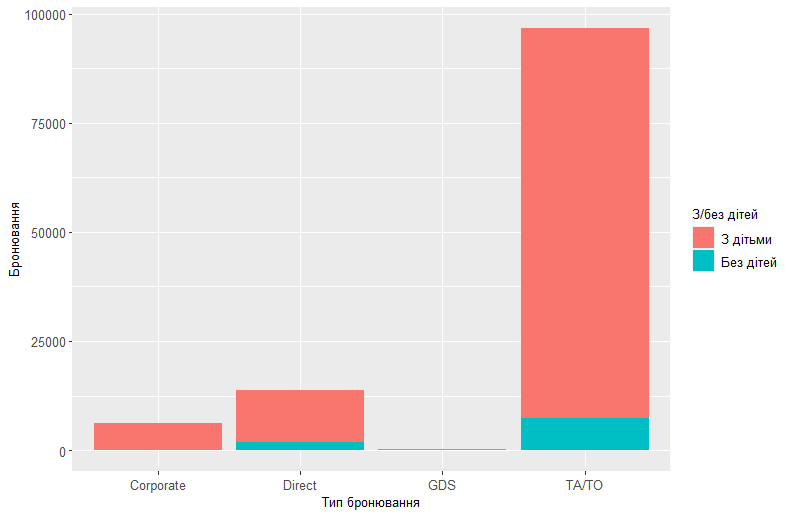 100000
75000
50000
25000
0
Бронювання
Corporate
Direct
GDS
TA/TO
Тип бронювання
З/без дітей
З дітьми
Без дітей